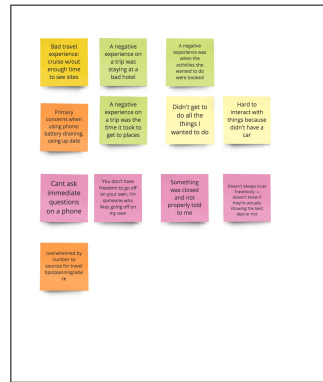 Bad travel
experience:
cruise w/out
enough time
to see sites
A negative
experience on
a trip was
staying at a
bad hotel
A negative
experience was
when the
activities she
wanted to do
were booked
Primary
concerns when
using phone:
battery draining,
using up date
A negative
experience on
a trip was the
time it took to
get to places
Didn't get to
do all the
things I
wanted to do
Hard to
interact with
things because
didn't have a
car
Cant ask
immediate
questions
on a phone
"You don't have
freedom to go off
on your own. I'm
someone who
likes going off on
my own
Something
was closed and
not properly told
to me
Doesn't always trust
Travelocity ->
doesn't know if
they're actually
showing the best
deal or not
overwhelmed by
number so
sources for travel
tips/planning/advi
ce